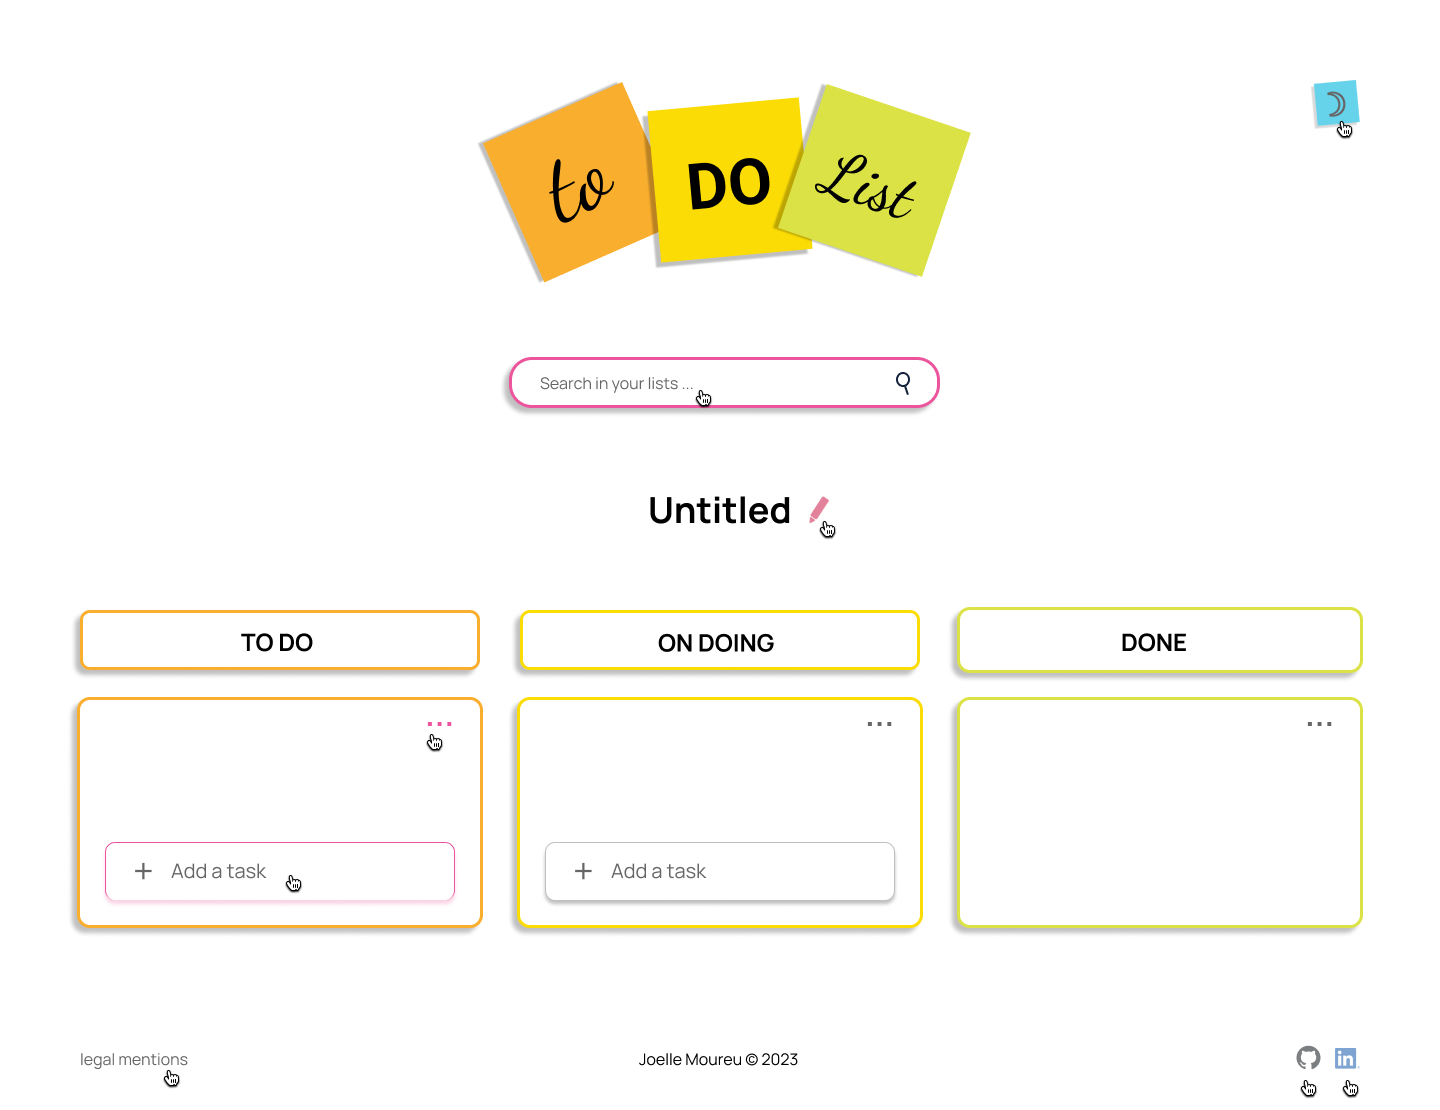 to
DO
List
Search in your lists ...
Untitled
TO DO
ON DOING
DONE
...
...
...
+ Add a task
+ Add a task
legal mentions
Joelle Moureu © 2023
in